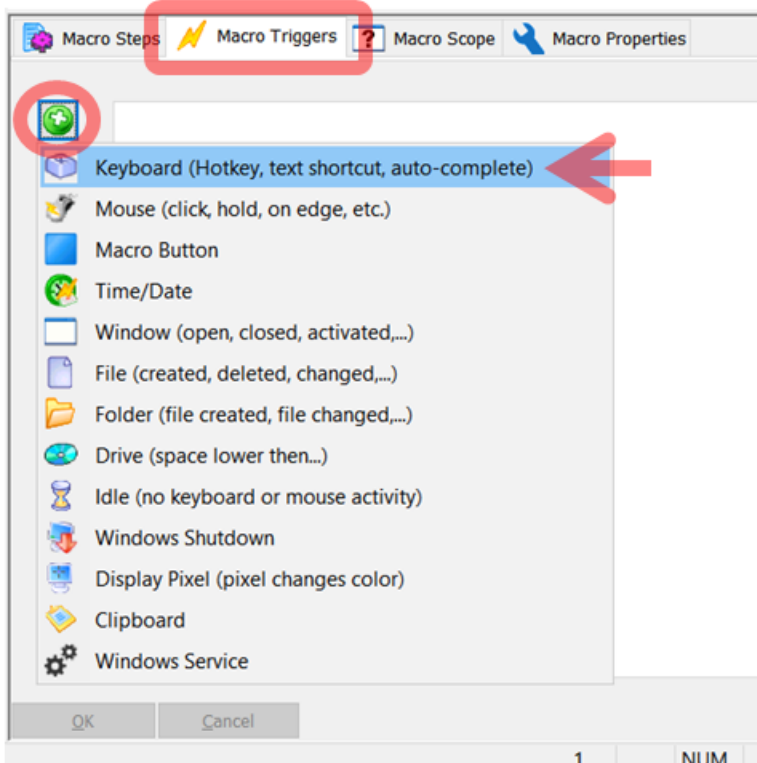 Macro Steps Macro Triggers ? Macro Scope Macro Properties
Keyboard (Hotkey, text shortcut, auto-complete)
Mouse (click, hold, on edge, etc.)
Macro Button
Time/Date
Window (open, closed, activated,...)
File (created, deleted, changed,...)
Folder (file created, file changed,...)
Drive (space lower then...)
Idle (no keyboard or mouse activity)
Windows Shutdown
Display Pixel (pixel changes color)
Clipboard
Windows Service
OK Cancel
1 NUM